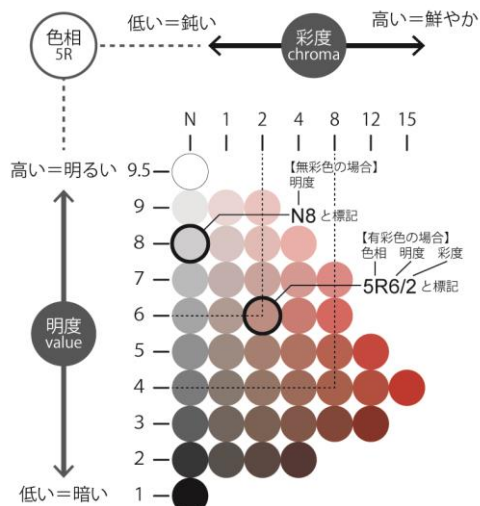 色相
5R
低い＝鈍い
彩度
chroma
高い＝鮮やか
N 1 2 4 8 12 15
高い＝明るい
9.5
9
8
7
6
5
4
3
2
1
明度
value
低い＝暗い
【無彩色の場合】
明度
N8 と標記
【有彩色の場合】
色相 明度 彩度
5R6/2 と標記